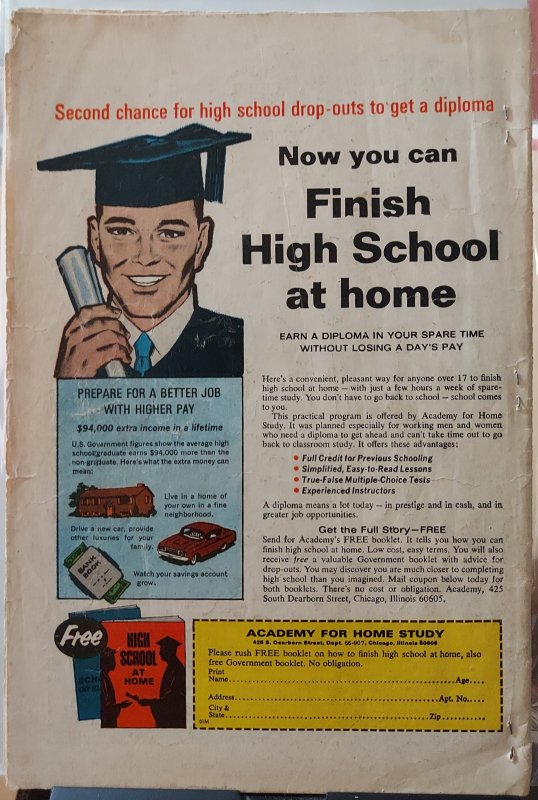 Second chance for high school drop-outs to get a diploma
Now you can
Finish
High School
at home
EARN A DIPLOMA IN YOUR SPARE TIME
WITHOUT LOSING A DAY'S PAY
PREPARE FOR A BETTER JOB
WITH HIGHER PAY
$94,000 extra income in a lifetime
U.S. Government figures show the average high
school graduate earns $94,000 more than the
non-graduate. Here's what the extra money can
mean:
Live in a home of
your own in a fine
neighborhood.
Drive a new car, provide
other luxuries for your
family.
BANK
BOOK
Watch your savings account
grow.
Here's a convenient, pleasant way for anyone over 17 to finish
high school at home – with just a few hours a week of spare-
time study. You don't have to go back to school – school comes
to you.
This practical program is offered by Academy for Home
Study. It was planned especially for working men and women
who need a diploma to get ahead and can't take time out to go
back to classroom study. It offers these advantages;
• Full Credit for Previous Schooling
• Simplified, Easy-to-Read Lessons
• True-False Multiple-Choice Tests
• Experienced Instructors
A diploma means a lot today – in prestige and in cash, and in
greater job opportunities.
Get the Full Story—FREE
Send for Academy's FREE booklet. It tells you how you can
finish high school at home. Low cost, easy terms. You will also
receive free a valuable Government booklet with advice for
drop-outs. You may discover you are much closer to completing
high school than you imagined. Mail coupon below today for
both booklets. There's no cost or obligation. Academy, 425
South Dearborn Street, Chicago, Illinois 60605.
Free
HIGH
SCHOOL
AT
HOME
ACADEMY FOR HOME STUDY
425 S. Dearborn Street, Dept. 55-907, Chicago, Illinois 60605
Please rush FREE booklet on how to finish high school at home, also
free Government booklet. No obligation.
Print
Name Age
Address Apt. No.
City &
State Zip